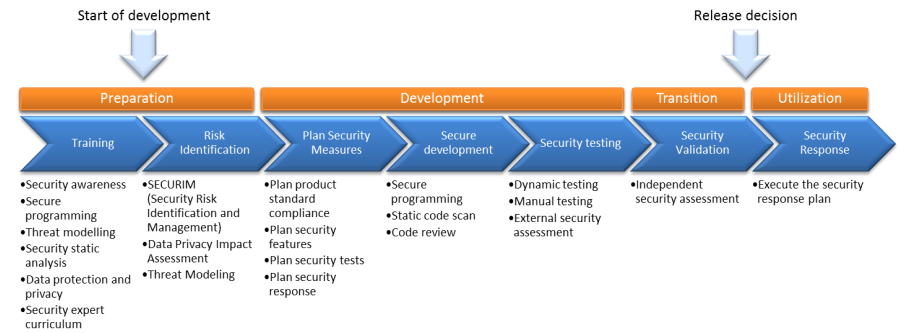 Start of development
Release decision
Preparation
Development
Transition
Utilization
Training
Risk
Identification
Plan Security
Measures
Secure
development
Security testing
Security
Validation
Security
Response
•Security awareness
•Secure
programming
•Threat modelling
•Security static
analysis
•Data protection and
privacy
•Security expert
curriculum
•SECURIM
(Security Risk
Identification and
Management)
•Data Privacy Impact
Assessment
•Threat Modeling
•Plan product
standard
compliance
•Plan security
features
•Plan security tests
•Plan security
response
•Secure
programming
•Static code scan
•Code review
•Dynamic testing
•Manual testing
•External security
assessment
•Independent
security assessment
•Execute the security
response plan